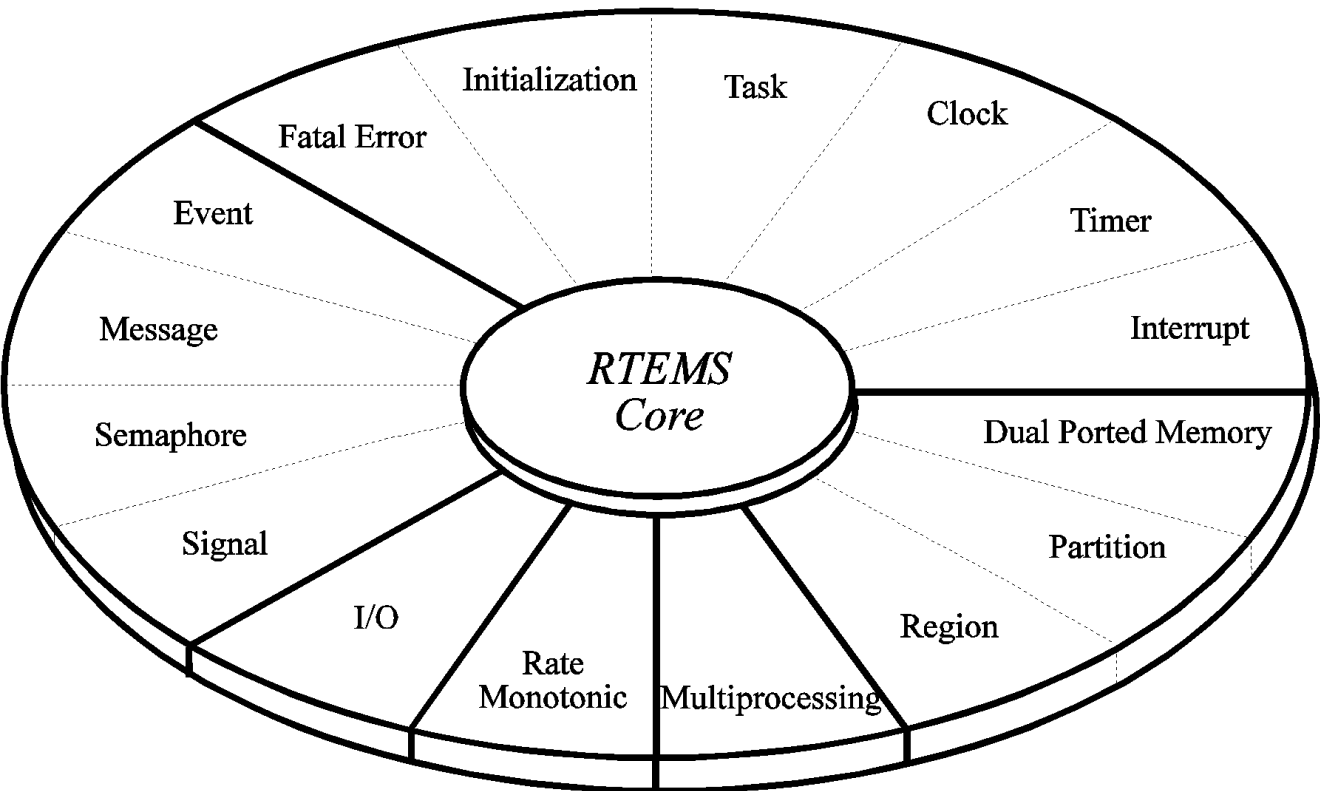 Initialization
Task
Clock
Fatal Error
Event
Timer
Message
Interrupt
RTEMS
Core
Semaphore
Dual Ported Memory
Signal
Partition
I/O
Region
Rate
Monotonic
Multiprocessing